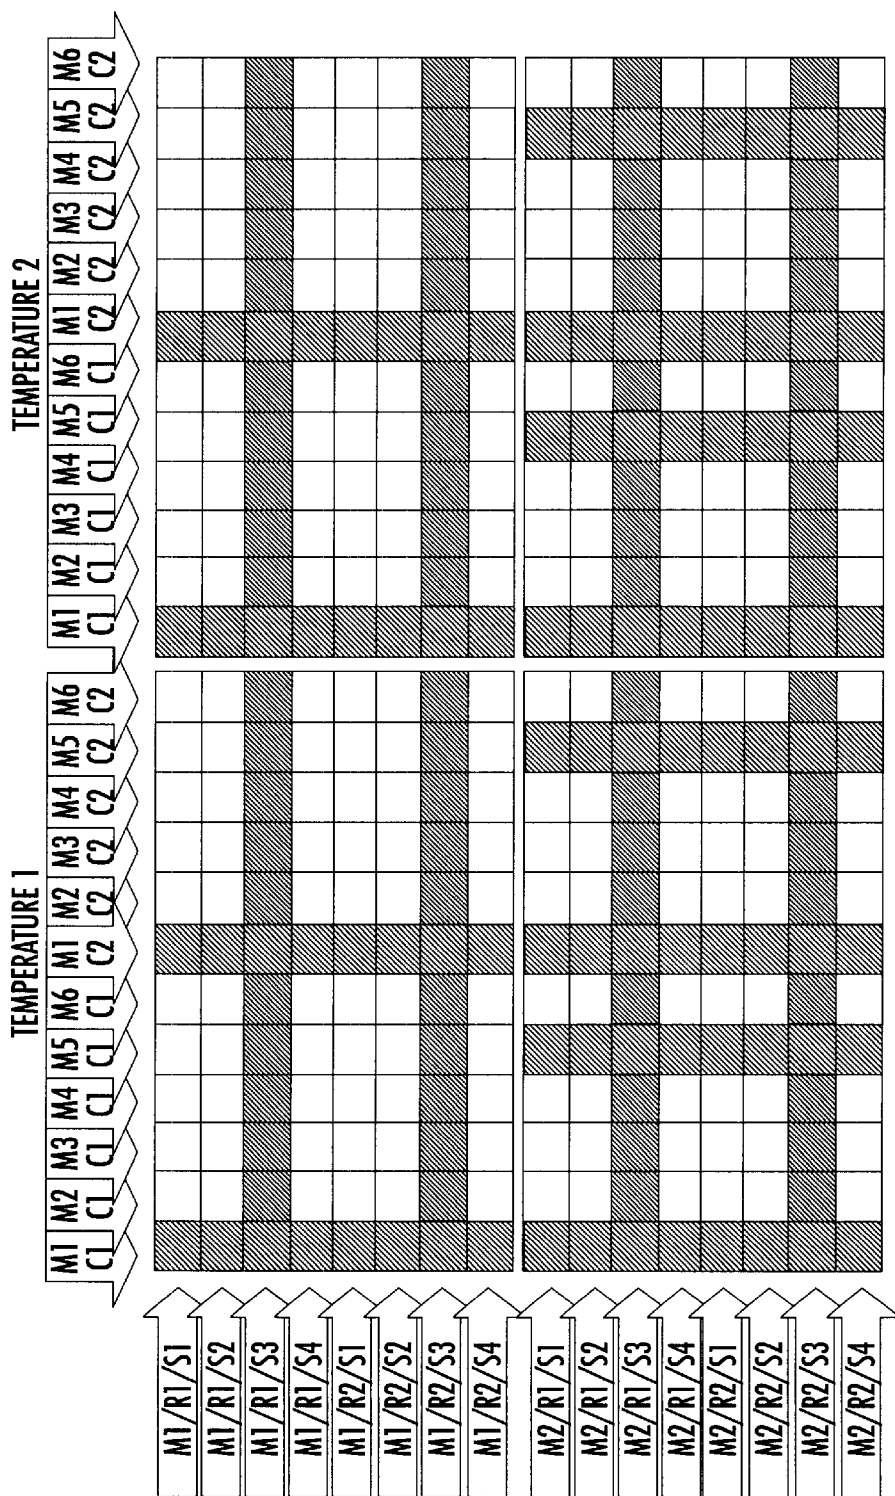 TEMPERATURE 1
TEMPERATURE 2
M1 M2 M3 M4 M5 M6 M1 M2 M3 M4 M5 M6 M1 M2 M3 M4 M5 M6 M1 M2 M3 M4 M5 M6
C1 C1 C1 C1 C1 C1 C2 C2 C2 C2 C2 C2 C1 C1 C1 C1 C1 C1 C2 C2 C2 C2 C2 C2
M1/R1/S1
M1/R1/S2
M1/R1/S3
M1/R1/S4
M1/R2/S1
M1/R2/S2
M1/R2/S3
M1/R2/S4
M2/R1/S1
M2/R1/S2
M2/R1/S3
M2/R1/S4
M2/R2/S1
M2/R2/S2
M2/R2/S3
M2/R2/S4